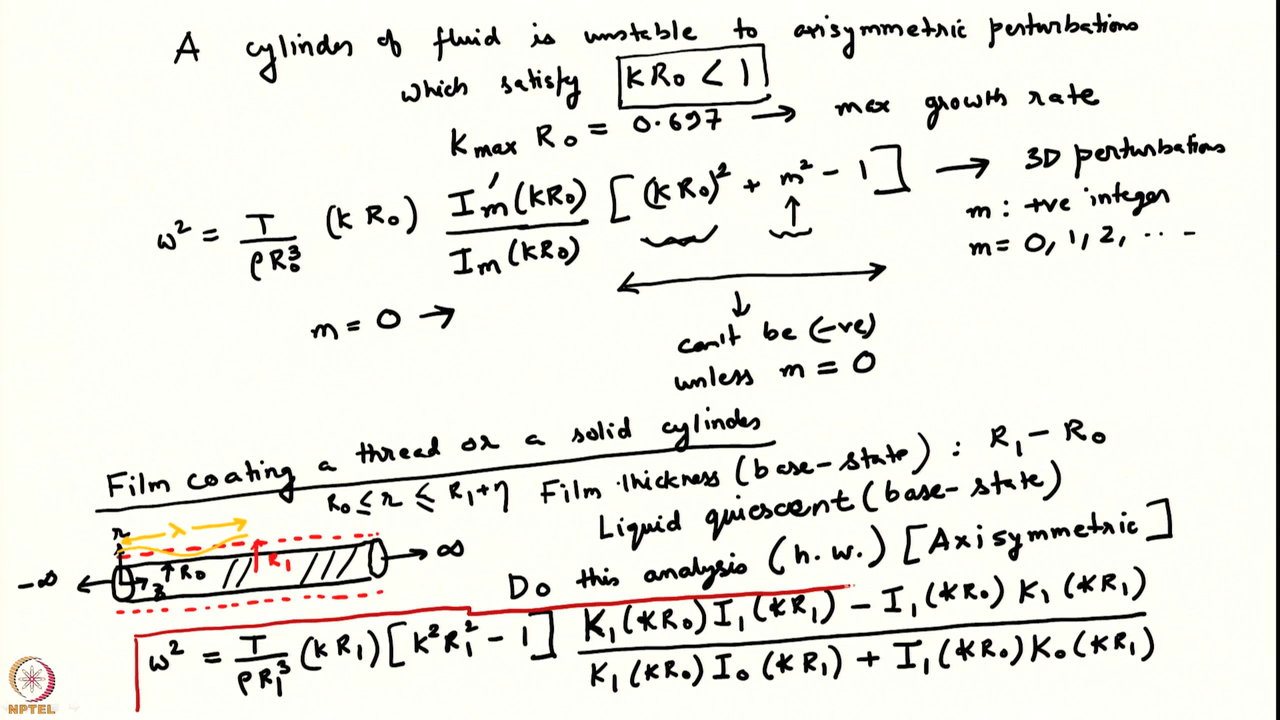 A cylinder of fluid is unstable to axisymmetric perturbations
which satisfy kR₀ < 1
k_max R₀ = 0.697 → max growth rate
ω² = T/(ρR₀³) (kR₀) I′ₘ(kR₀)/Iₘ(kR₀) [(kR₀)² + m² − 1] → 3D perturbations
m : +ve integer
m = 0, 1, 2, ...
m = 0 →
can't be (−ve)
unless m = 0
Film coating a thread or a solid cylinder
R₀ ≤ r ≤ R₁ + η Film thickness (base-state) : R₁ − R₀
Liquid quiescent (base-state)
r λ
−∞ z R₀ R₁ ∞
Do this analysis (h.w.) [Axisymmetric]
ω² = T/(ρR₁³) (kR₁) [k²R₁² − 1] (K₁(kR₀) I₁(kR₁) − I₁(kR₀) K₁(kR₁))/(K₁(kR₀) I₀(kR₁) + I₁(kR₀) K₀(kR₁))
NPTEL